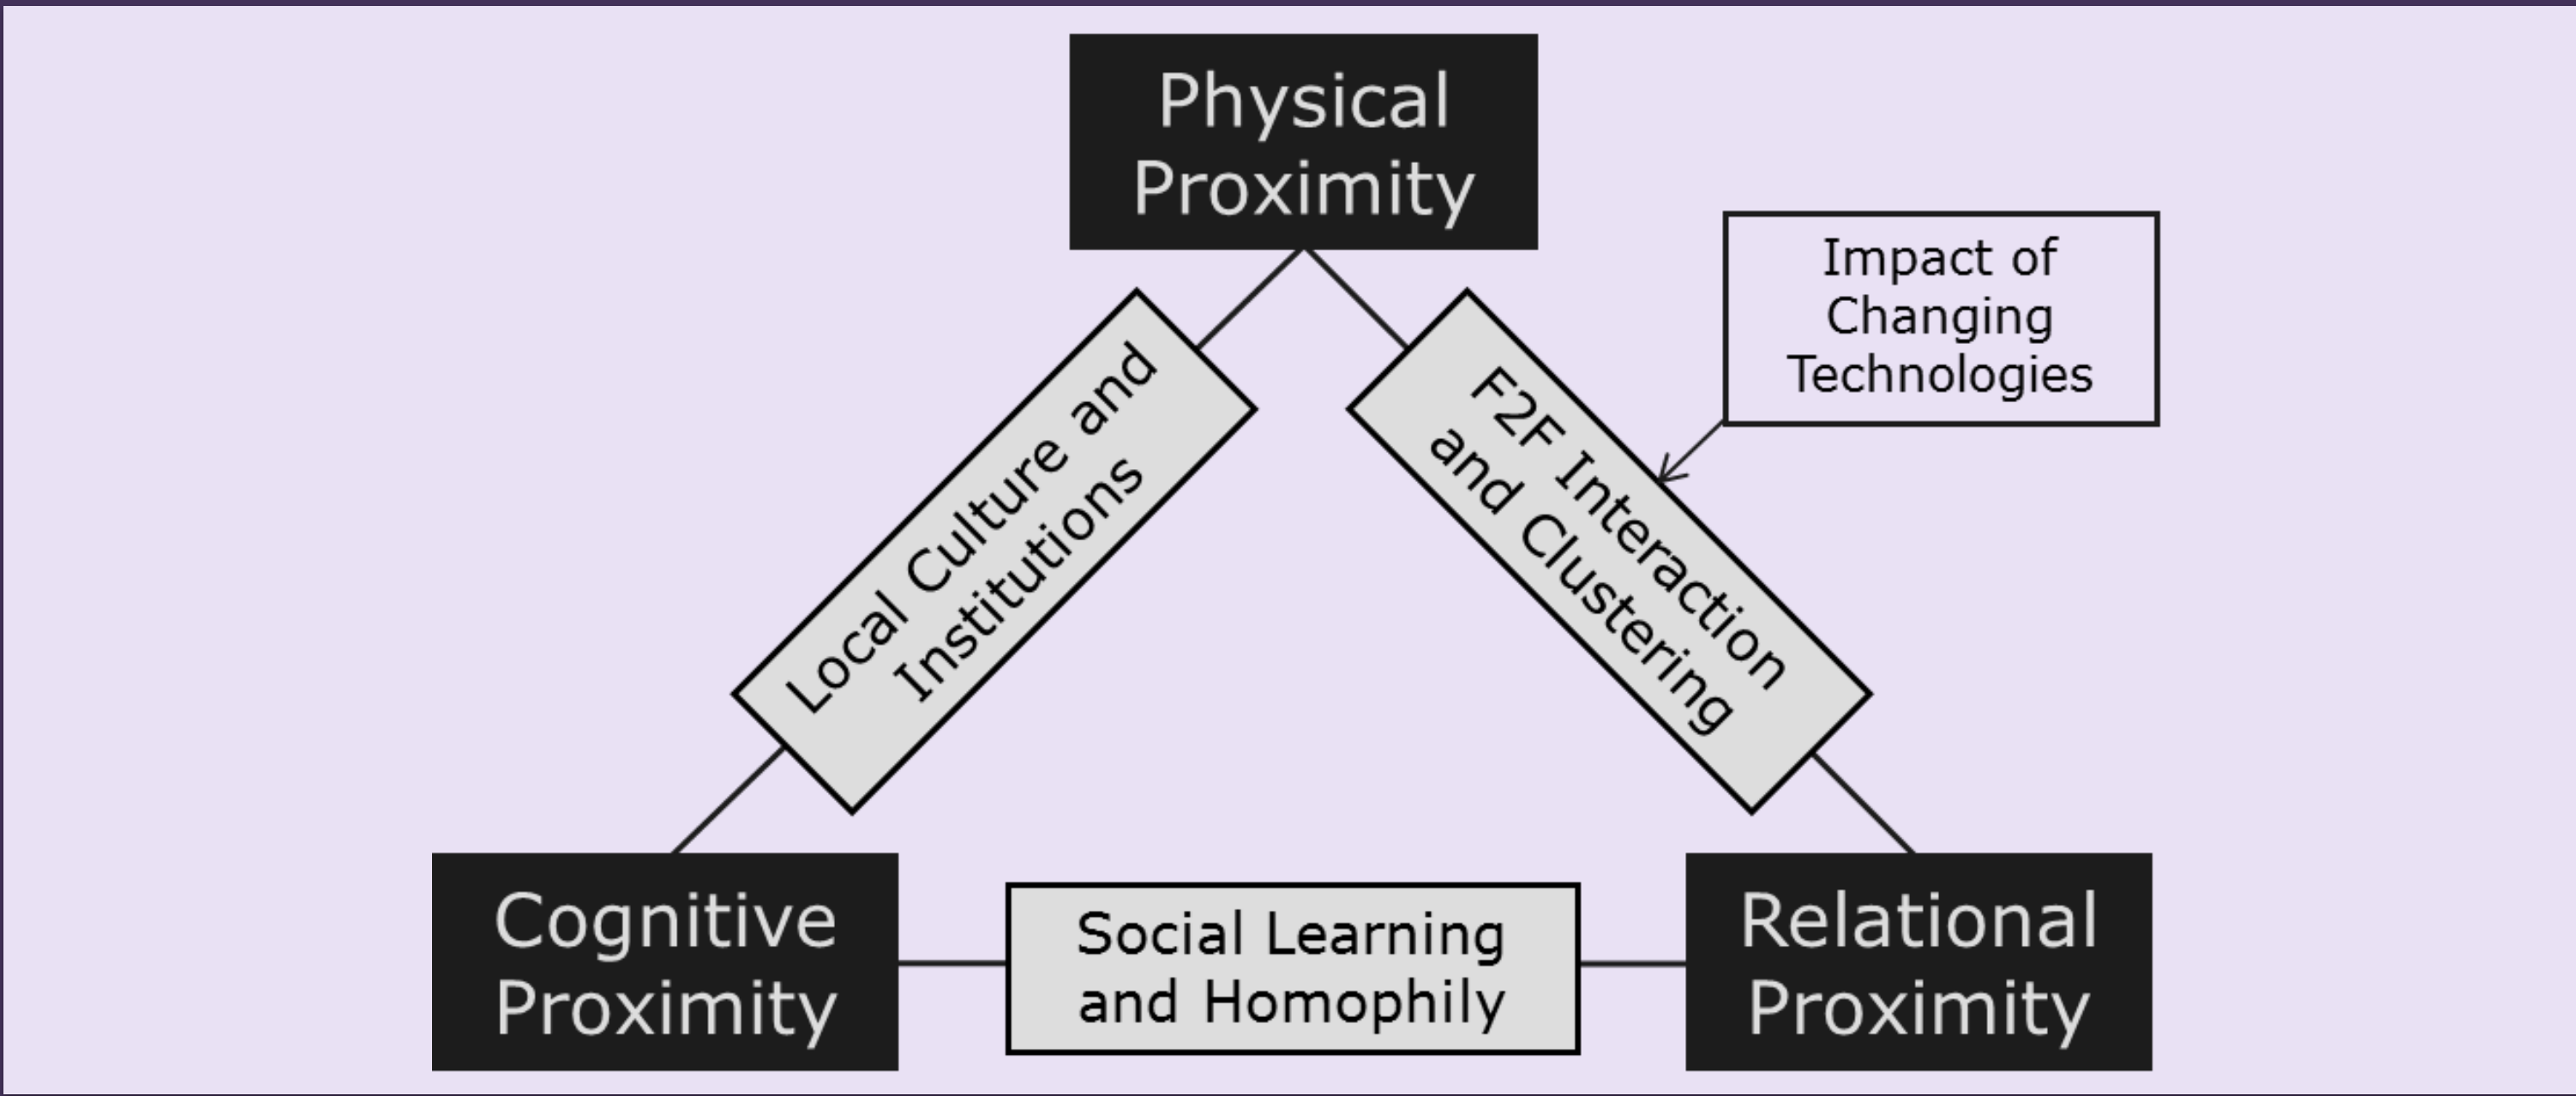 Physical
Proximity
Impact of
Changing
Technologies
Local Culture and
Institutions
F2F Interaction
and Clustering
Cognitive
Proximity
Social Learning
and Homophily
Relational
Proximity